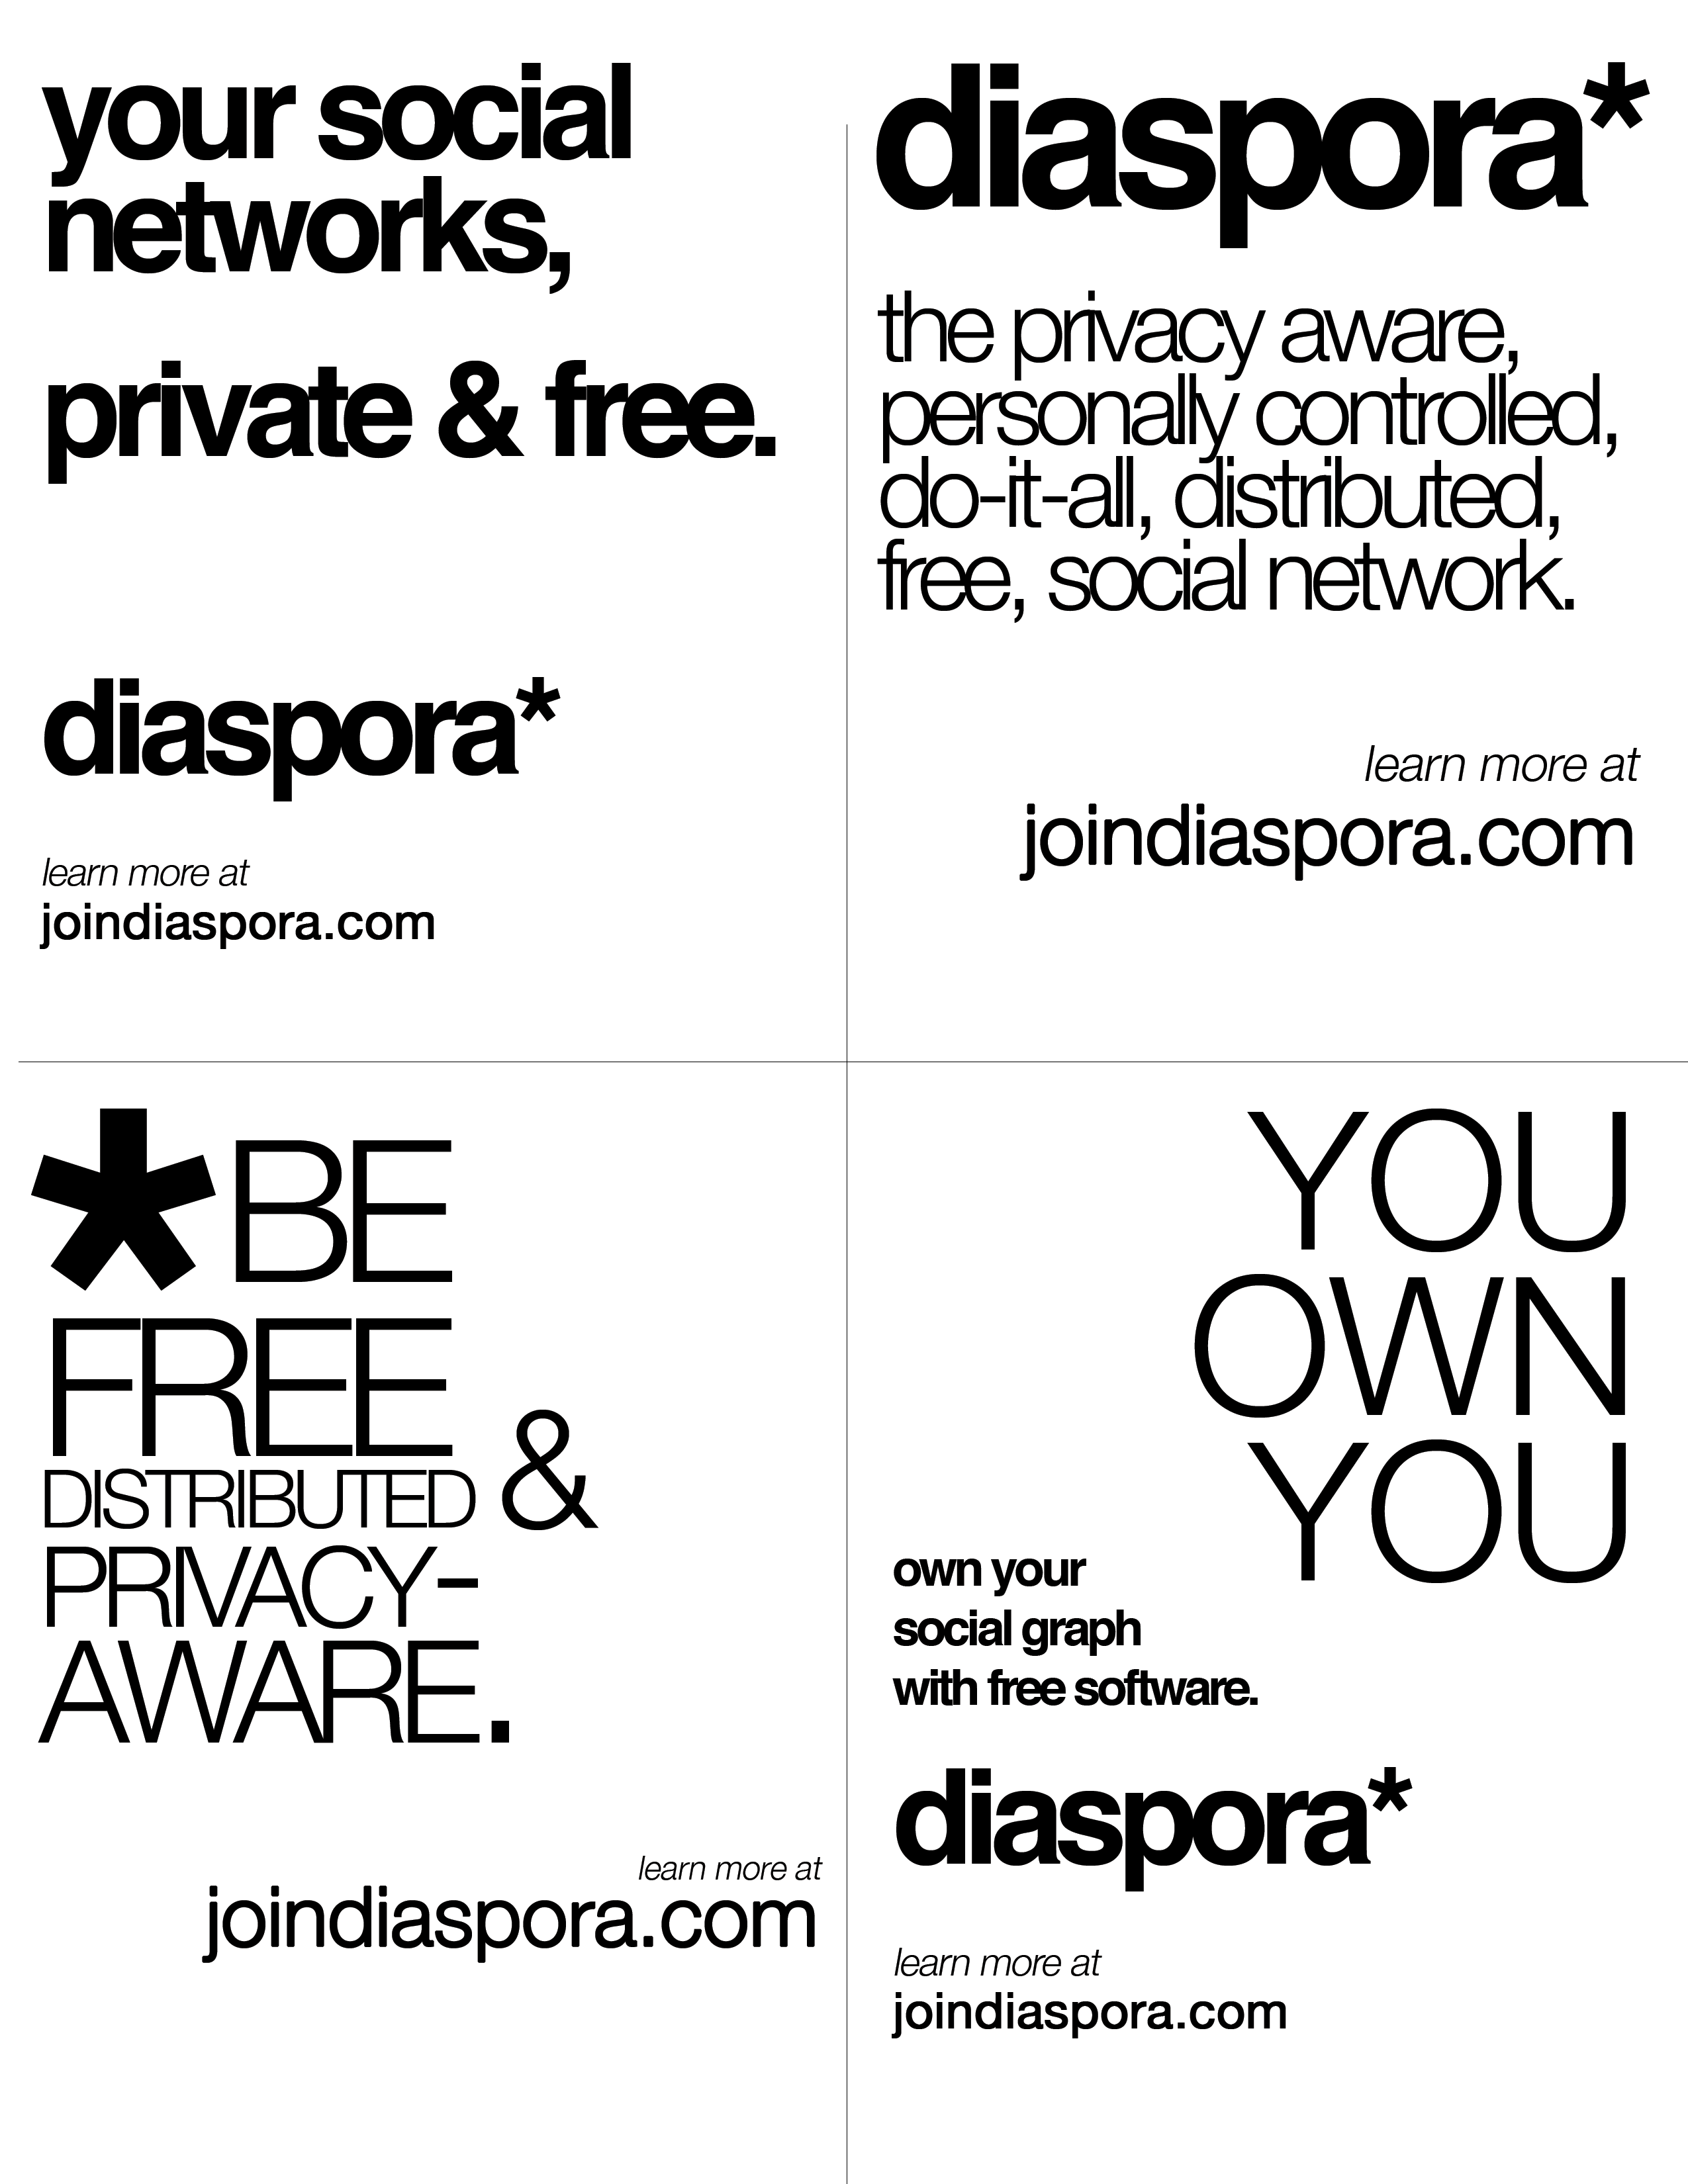 your social
networks,
private & free.
diaspora*
learn more at
joindiaspora.com
diaspora*
the privacy aware,
personally controlled,
do-it-all, distributed,
free, social network.
learn more at
joindiaspora.com
*BE
FREE
DISTRIBUTED &
PRIVACY-
AWARE.
learn more at
joindiaspora.com
YOU
OWN
YOU
own your
social graph
with free software.
diaspora*
learn more at
joindiaspora.com